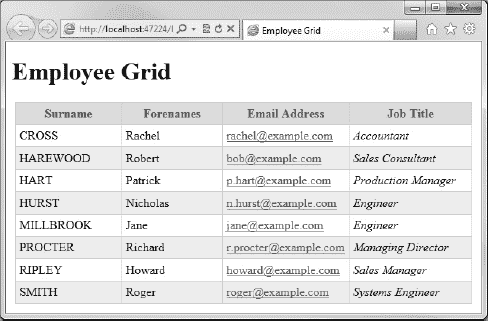 http://localhost:47224/
Employee Grid
Employee Grid
Surname Forenames Email Address Job Title
CROSS Rachel rachel@example.com Accountant
HAREWOOD Robert bob@example.com Sales Consultant
HART Patrick p.hart@example.com Production Manager
HURST Nicholas n.hurst@example.com Engineer
MILLBROOK Jane jane@example.com Engineer
PROCTER Richard r.procter@example.com Managing Director
RIPLEY Howard howard@example.com Sales Manager
SMITH Roger roger@example.com Systems Engineer